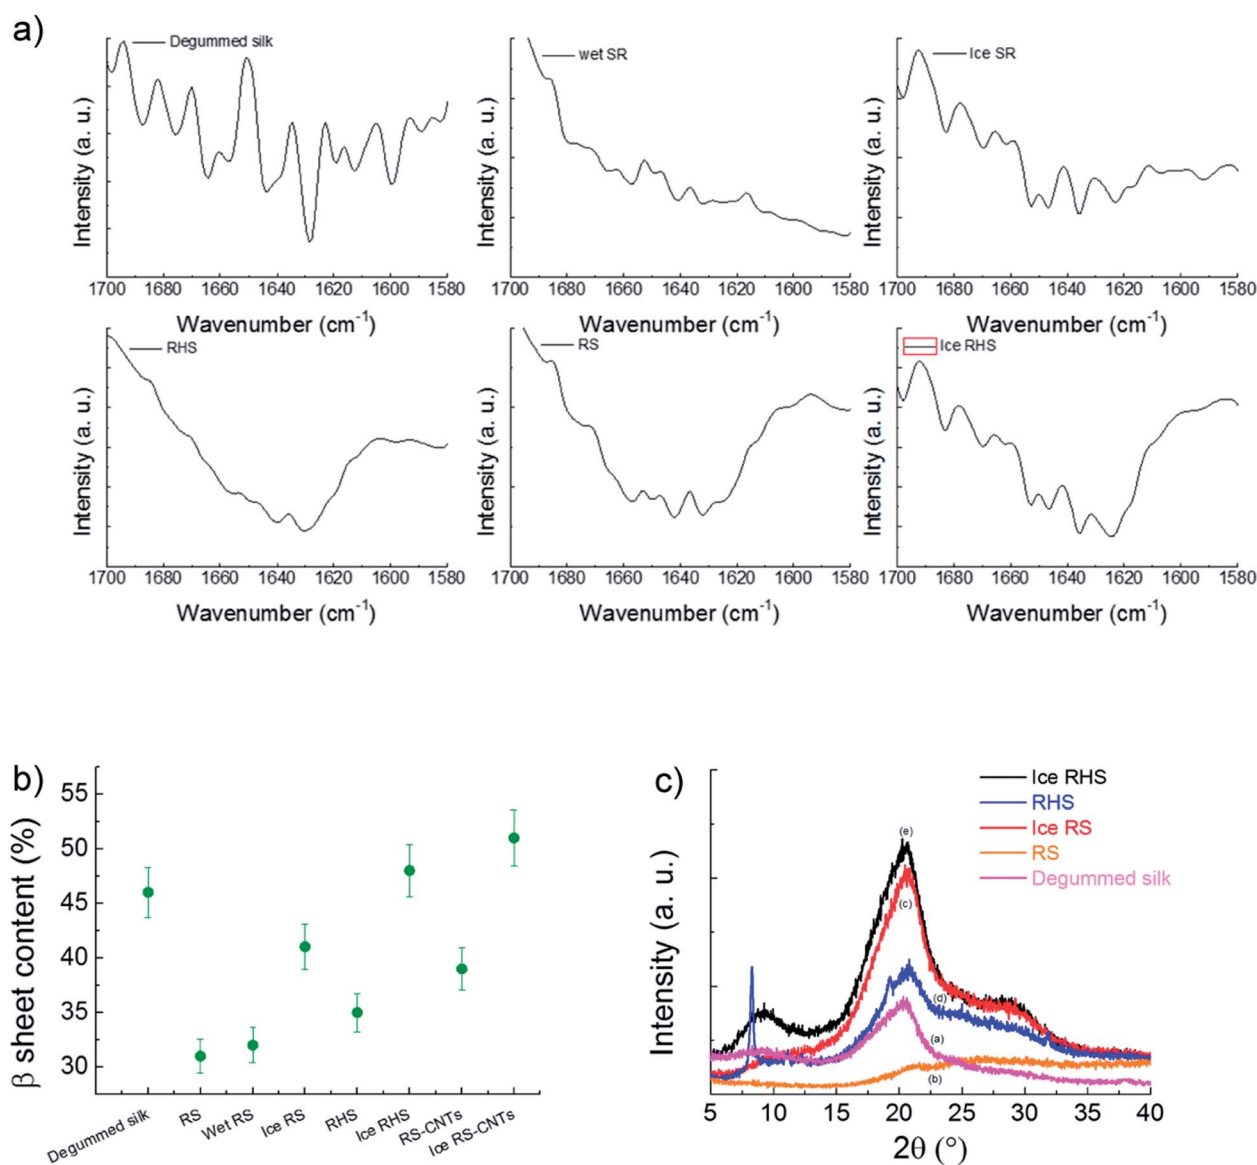 a)
Degummed silk
wet SR
Ice SR
Intensity (a. u.)
Intensity (a. u.)
Intensity (a. u.)
1700 1680 1660 1640 1620 1600 1580
1700 1680 1660 1640 1620 1600 1580
1700 1680 1660 1640 1620 1600 1580
Wavenumber (cm⁻¹)
Wavenumber (cm⁻¹)
Wavenumber (cm⁻¹)
RHS
RS
Ice RHS
Intensity (a. u.)
Intensity (a. u.)
Intensity (a. u.)
1700 1680 1660 1640 1620 1600 1580
1700 1680 1660 1640 1620 1600 1580
1700 1680 1660 1640 1620 1600 1580
Wavenumber (cm⁻¹)
Wavenumber (cm⁻¹)
Wavenumber (cm⁻¹)
b)
β sheet content (%)
55
50
45
40
35
30
Degummed silk
RS
Wet RS
Ice RS
RHS
Ice RHS
RS-CNTs
Ice RS-CNTs
c)
Intensity (a. u.)
Ice RHS
RHS
Ice RS
RS
Degummed silk
(e)
(c)
(d)
(a)
(b)
5 10 15 20 25 30 35 40
2θ (°)